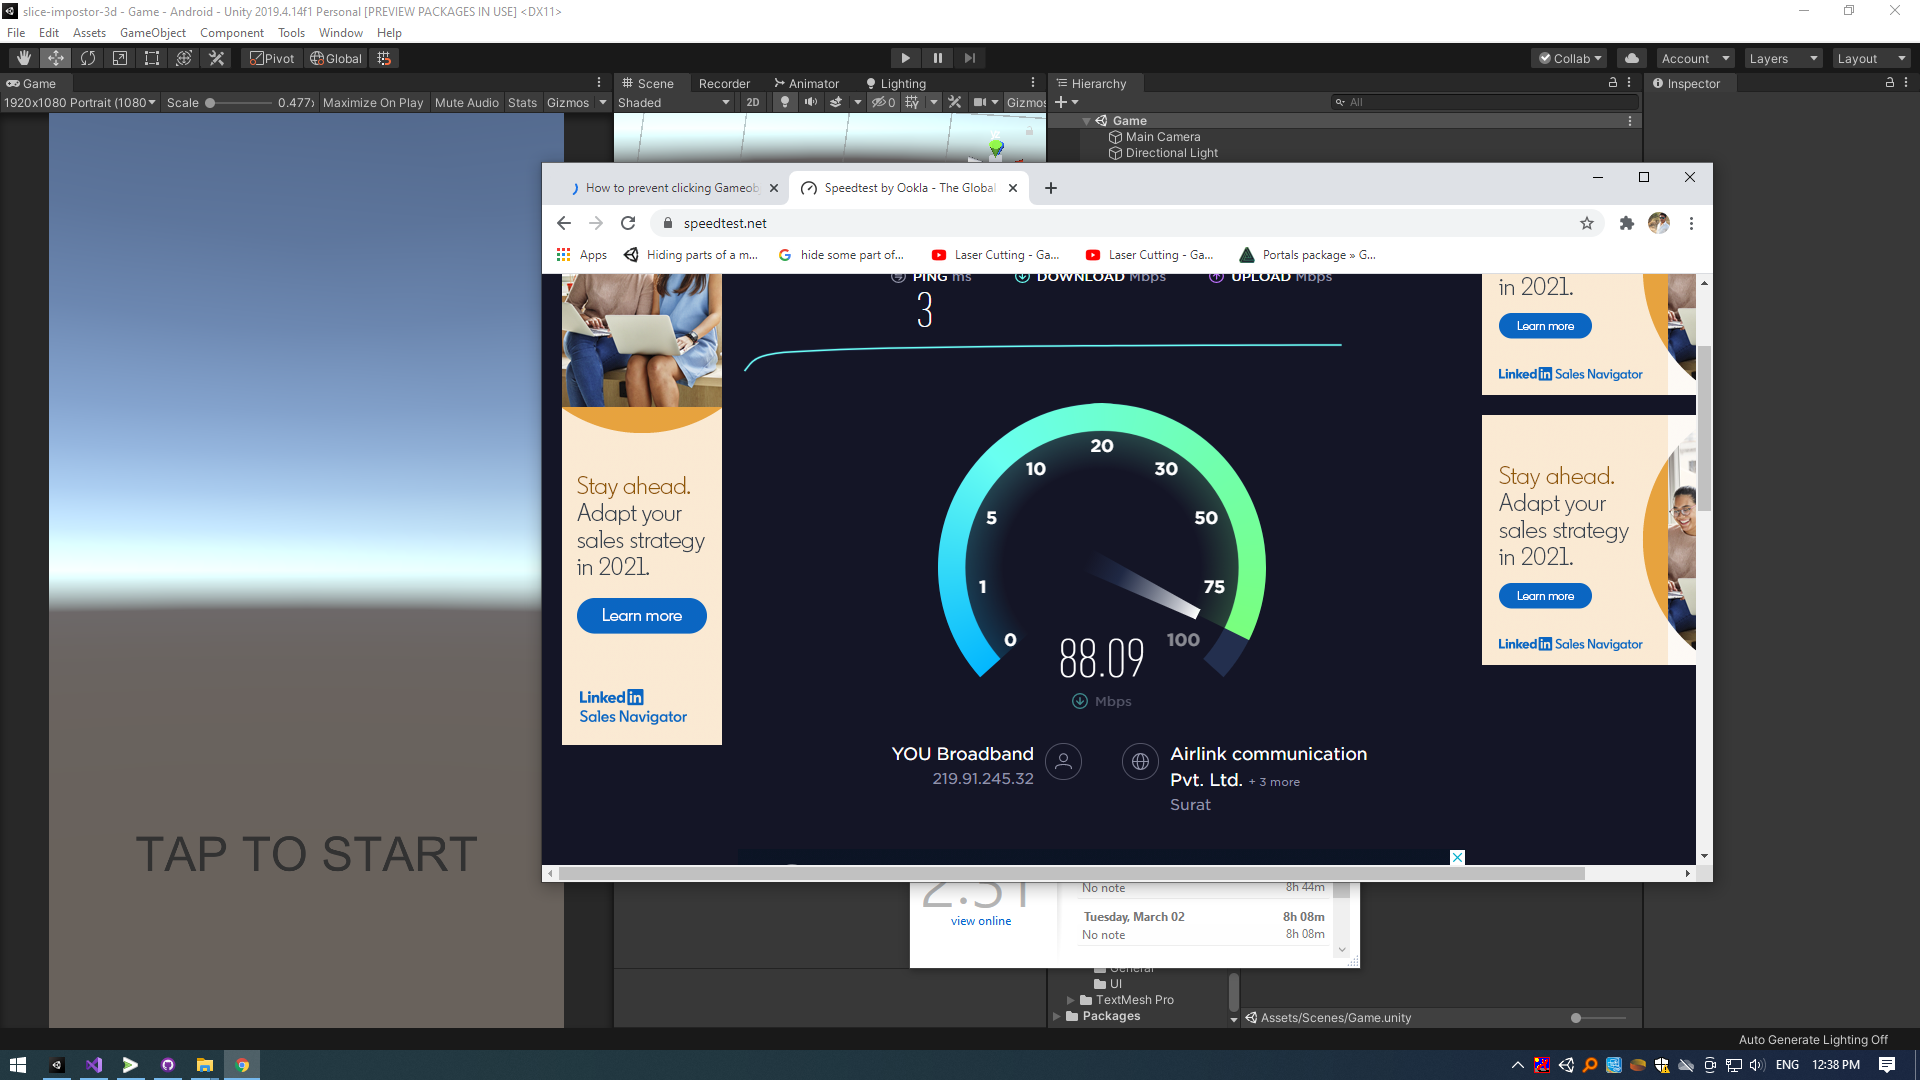 slice-impostor-3d - Game - Android - Unity 2019.4.14f1 Personal [PREVIEW PACKAGES IN USE] <DX11>
File Edit Assets GameObject Component Tools Window Help
Pivot Global Collab Account Layers Layout
Game Scene Recorder Animator Lighting Hierarchy Inspector
1920x1080 Portrait (1080 Scale 0.477 Maximize On Play Mute Audio Stats Gizmos Shaded 2D 0 Gizmos All
Game
Main Camera
Directional Light
How to prevent clicking Gameob Speedtest by Ookla - The Global
speedtest.net
Apps Hiding parts of a m... hide some part of... Laser Cutting - Ga... Laser Cutting - Ga... Portals package » G...
PING ms DOWNLOAD Mbps UPLOAD Mbps
3
in 2021.
Learn more
Linked in Sales Navigator
20
10 30
5 50
1 75
0 100
88.09
Mbps
Stay ahead.
Adapt your
sales strategy
in 2021.
Learn more
Linked in
Sales Navigator
Stay ahead.
Adapt your
sales strategy
in 2021.
Learn more
Linked in Sales Navigator
YOU Broadband
219.91.245.32
Airlink communication
Pvt. Ltd. + 3 more
Surat
TAP TO START
2:31
view online
No note 8h 44m
Tuesday, March 02 8h 08m
No note 8h 08m
General
UI
TextMesh Pro
Packages
Assets/Scenes/Game.unity
Auto Generate Lighting Off
ENG 12:38 PM